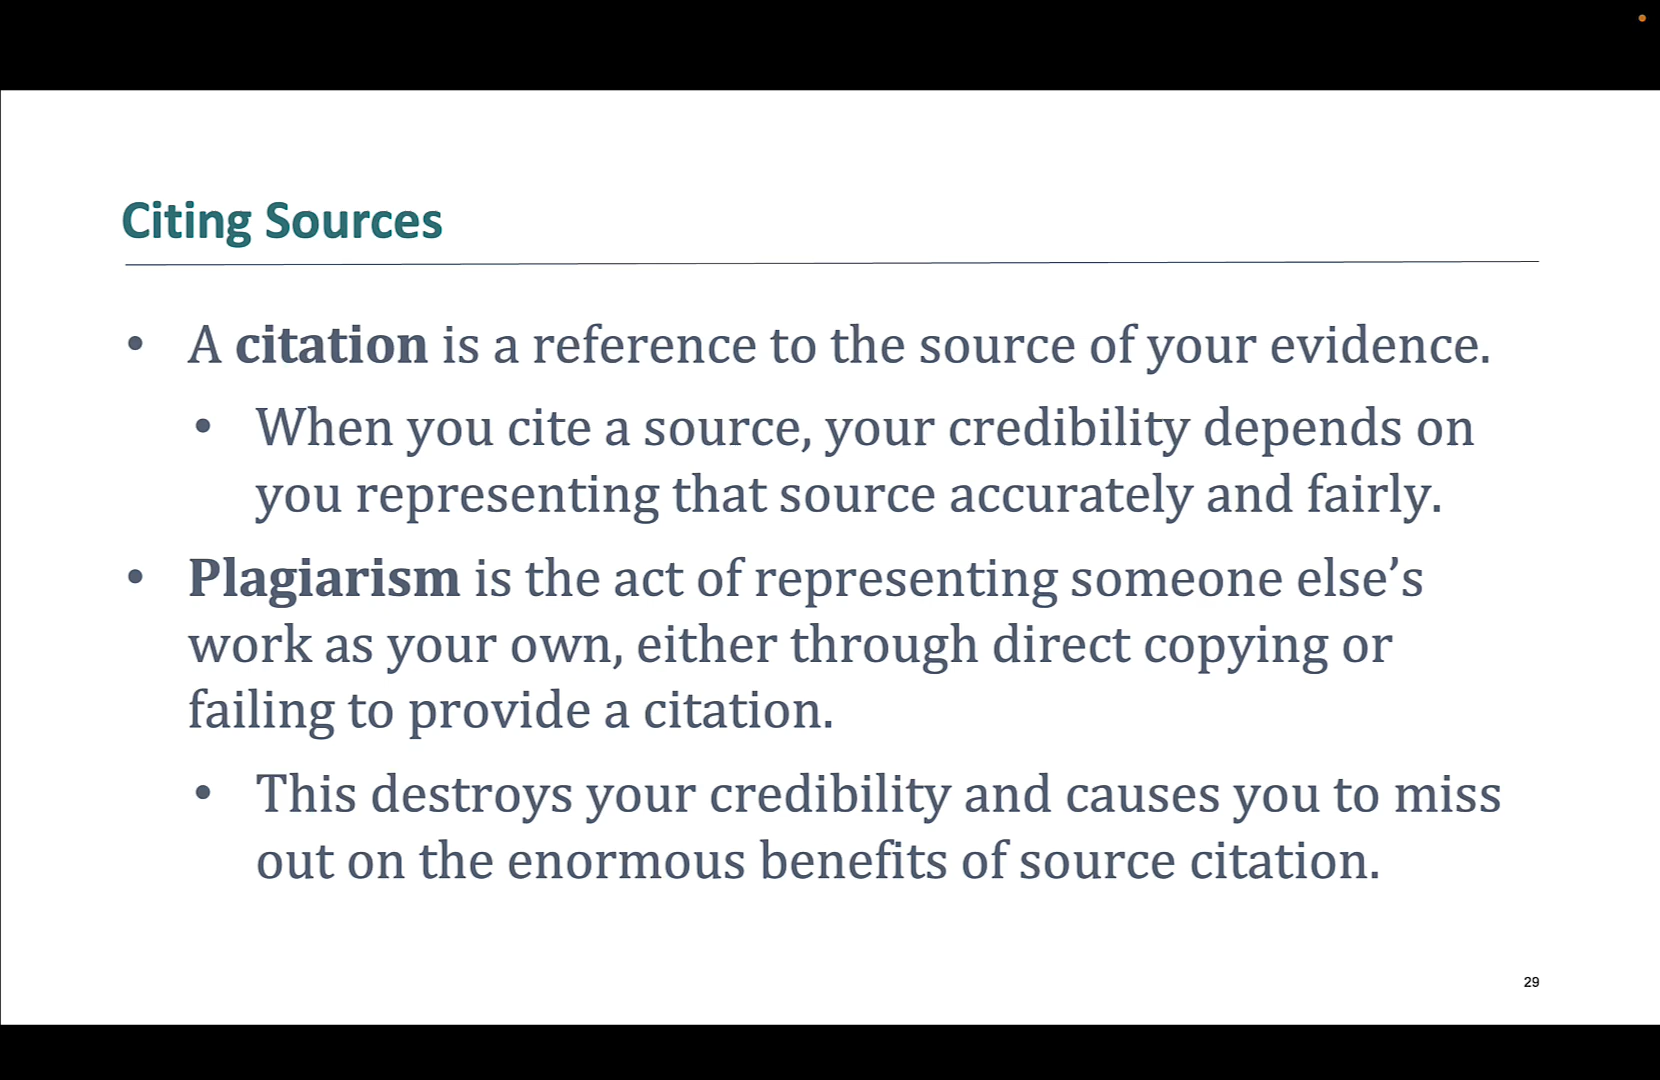 Citing Sources
• A citation is a reference to the source of your evidence.
• When you cite a source, your credibility depends on
you representing that source accurately and fairly.
• Plagiarism is the act of representing someone else’s
work as your own, either through direct copying or
failing to provide a citation.
• This destroys your credibility and causes you to miss
out on the enormous benefits of source citation.
29